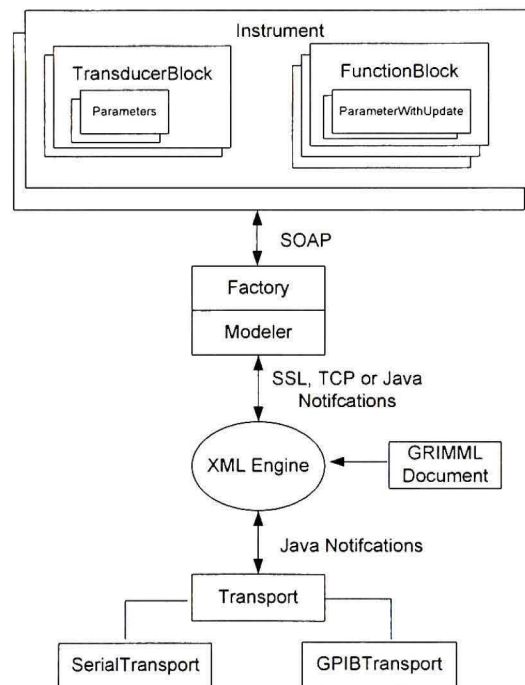 Instrument
TransducerBlock
FunctionBlock
Parameters
ParameterWithUpdate
SOAP
Factory
Modeler
SSL, TCP or Java
Notifcations
XML Engine
GRIMML
Document
Java Notifcations
Transport
SerialTransport
GPIBTransport